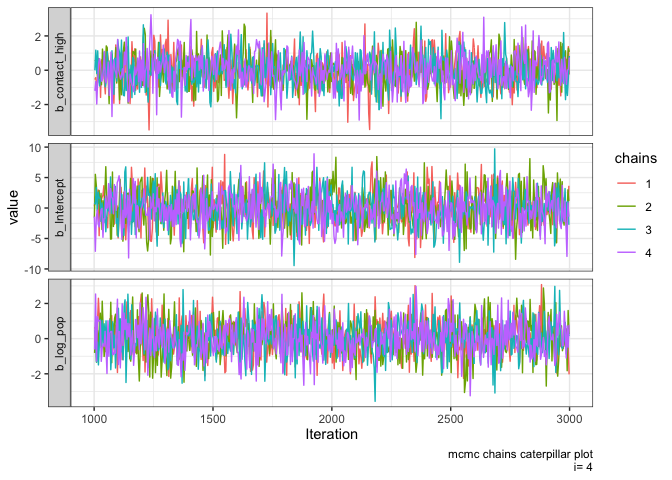 b_contact_high
2
0
-2
b_Intercept
10
5
0
-5
-10
b_log_pop
2
0
-2
value
1000 1500 2000 2500 3000
Iteration
chains
1
2
3
4
mcmc chains caterpillar plot
i= 4